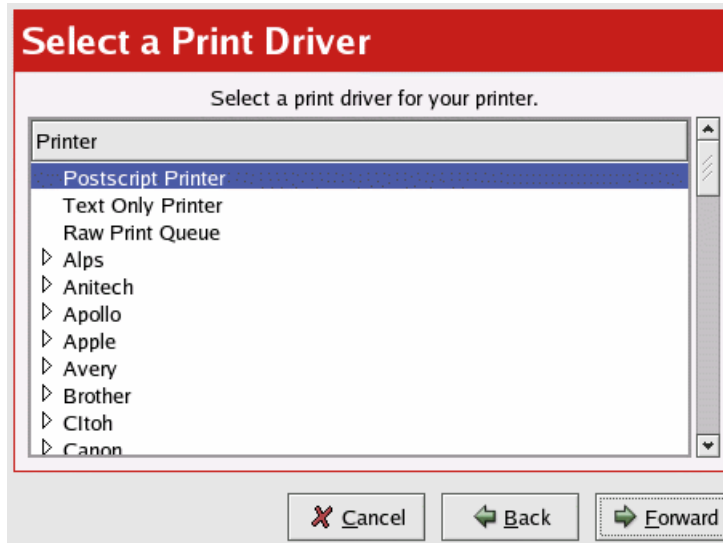 Select a Print Driver
Select a print driver for your printer.
Printer
Postscript Printer
Text Only Printer
Raw Print Queue
Alps
Anitech
Apollo
Apple
Avery
Brother
CItoh
Canon
Cancel
Back
Forward